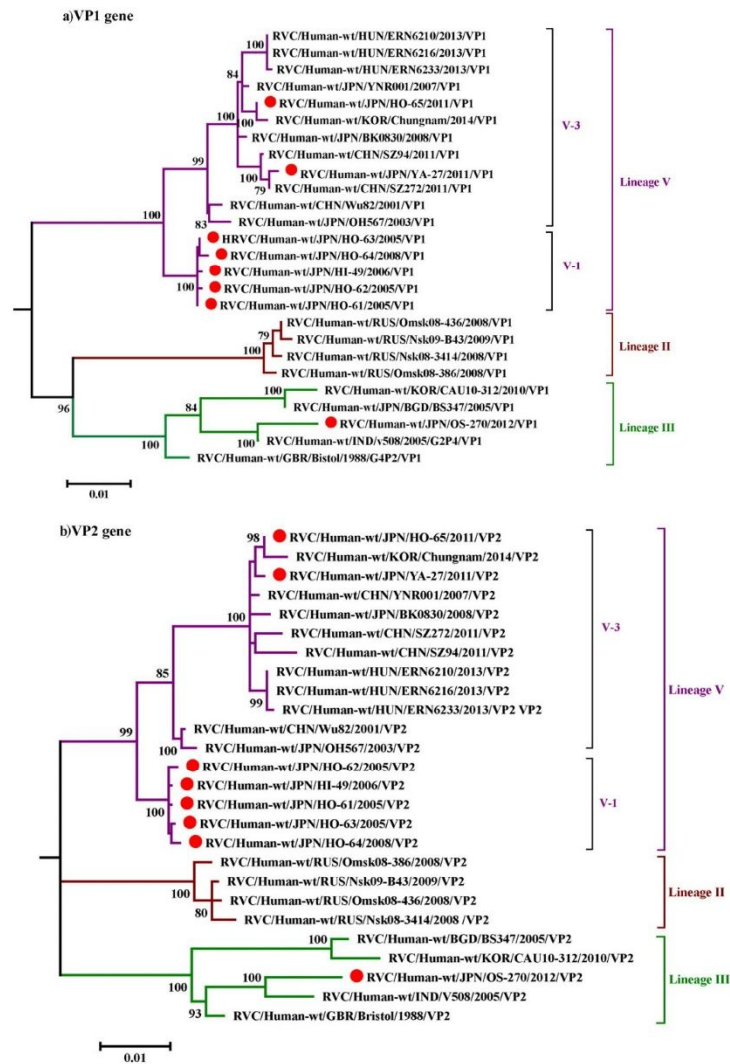 a)VP1 gene
RVC/Human-wt/HUN/ERN6210/2013/VP1
100
RVC/Human-wt/HUN/ERN6216/2013/VP1
RVC/Human-wt/HUN/ERN6233/2013/VP1
84
RVC/Human-wt/JPN/YNR001/2007/VP1
RVC/Human-wt/JPN/HO-65/2011/VP1
100
100
RVC/Human-wt/KOR/Chungnam/2014/VP1
RVC/Human-wt/JPN/BK0830/2008/VP1
V-3
RVC/Human-wt/CHN/SZ94/2011/VP1
99
RVC/Human-wt/JPN/YA-27/2011/VP1
100
79
RVC/Human-wt/CHN/SZ272/2011/VP1
Lineage V
RVC/Human-wt/CHN/Wu82/2001/VP1
100
83
RVC/Human-wt/JPN/OH567/2003/VP1
HRVC/Human-wt/JPN/HO-63/2005/VP1
RVC/Human-wt/JPN/HO-64/2008/VP1
V-1
RVC/Human-wt/JPN/HI-49/2006/VP1
100
RVC/Human-wt/JPN/HO-62/2005/VP1
RVC/Human-wt/JPN/HO-61/2005/VP1
RVC/Human-wt/RUS/Omsk08-436/2008/VP1
79
RVC/Human-wt/RUS/Nsk09-B43/2009/VP1
Lineage II
100
RVC/Human-wt/RUS/Nsk08-3414/2008/VP1
RVC/Human-wt/RUS/Omsk08-386/2008/VP1
100
RVC/Human-wt/KOR/CAU10-312/2010/VP1
96
84
RVC/Human-wt/JPN/BGD/BS347/2005/VP1
RVC/Human-wt/JPN/OS-270/2012/VP1
Lineage III
100
100
RVC/Human-wt/IND/v508/2005/G2P4/VP1
RVC/Human-wt/GBR/Bistol/1988/G4P2/VP1
0.01
b)VP2 gene
98
RVC/Human-wt/JPN/HO-65/2011/VP2
RVC/Human-wt/KOR/Chungnam/2014/VP2
RVC/Human-wt/JPN/YA-27/2011/VP2
RVC/Human-wt/CHN/YNR001/2007/VP2
100
RVC/Human-wt/JPN/BK0830/2008/VP2
V-3
RVC/Human-wt/CHN/SZ272/2011/VP2
RVC/Human-wt/CHN/SZ94/2011/VP2
85
RVC/Human-wt/HUN/ERN6210/2013/VP2
RVC/Human-wt/HUN/ERN6216/2013/VP2
Lineage V
99
RVC/Human-wt/HUN/ERN6233/2013/VP2 VP2
99
RVC/Human-wt/CHN/Wu82/2001/VP2
100
RVC/Human-wt/JPN/OH567/2003/VP2
RVC/Human-wt/JPN/HO-62/2005/VP2
RVC/Human-wt/JPN/HI-49/2006/VP2
100
RVC/Human-wt/JPN/HO-61/2005/VP2
V-1
RVC/Human-wt/JPN/HO-63/2005/VP2
RVC/Human-wt/JPN/HO-64/2008/VP2
RVC/Human-wt/RUS/Omsk08-386/2008/VP2
100
RVC/Human-wt/RUS/Nsk09-B43/2009/VP2
Lineage II
RVC/Human-wt/RUS/Omsk08-436/2008/VP2
80
RVC/Human-wt/RUS/Nsk08-3414/2008 /VP2
100
RVC/Human-wt/BGD/BS347/2005/VP2
RVC/Human-wt/KOR/CAU10-312/2010/VP2
100
100
RVC/Human-wt/JPN/OS-270/2012/VP2
Lineage III
RVC/Human-wt/IND/V508/2005/VP2
93
RVC/Human-wt/GBR/Bristol/1988/VP2
0.01